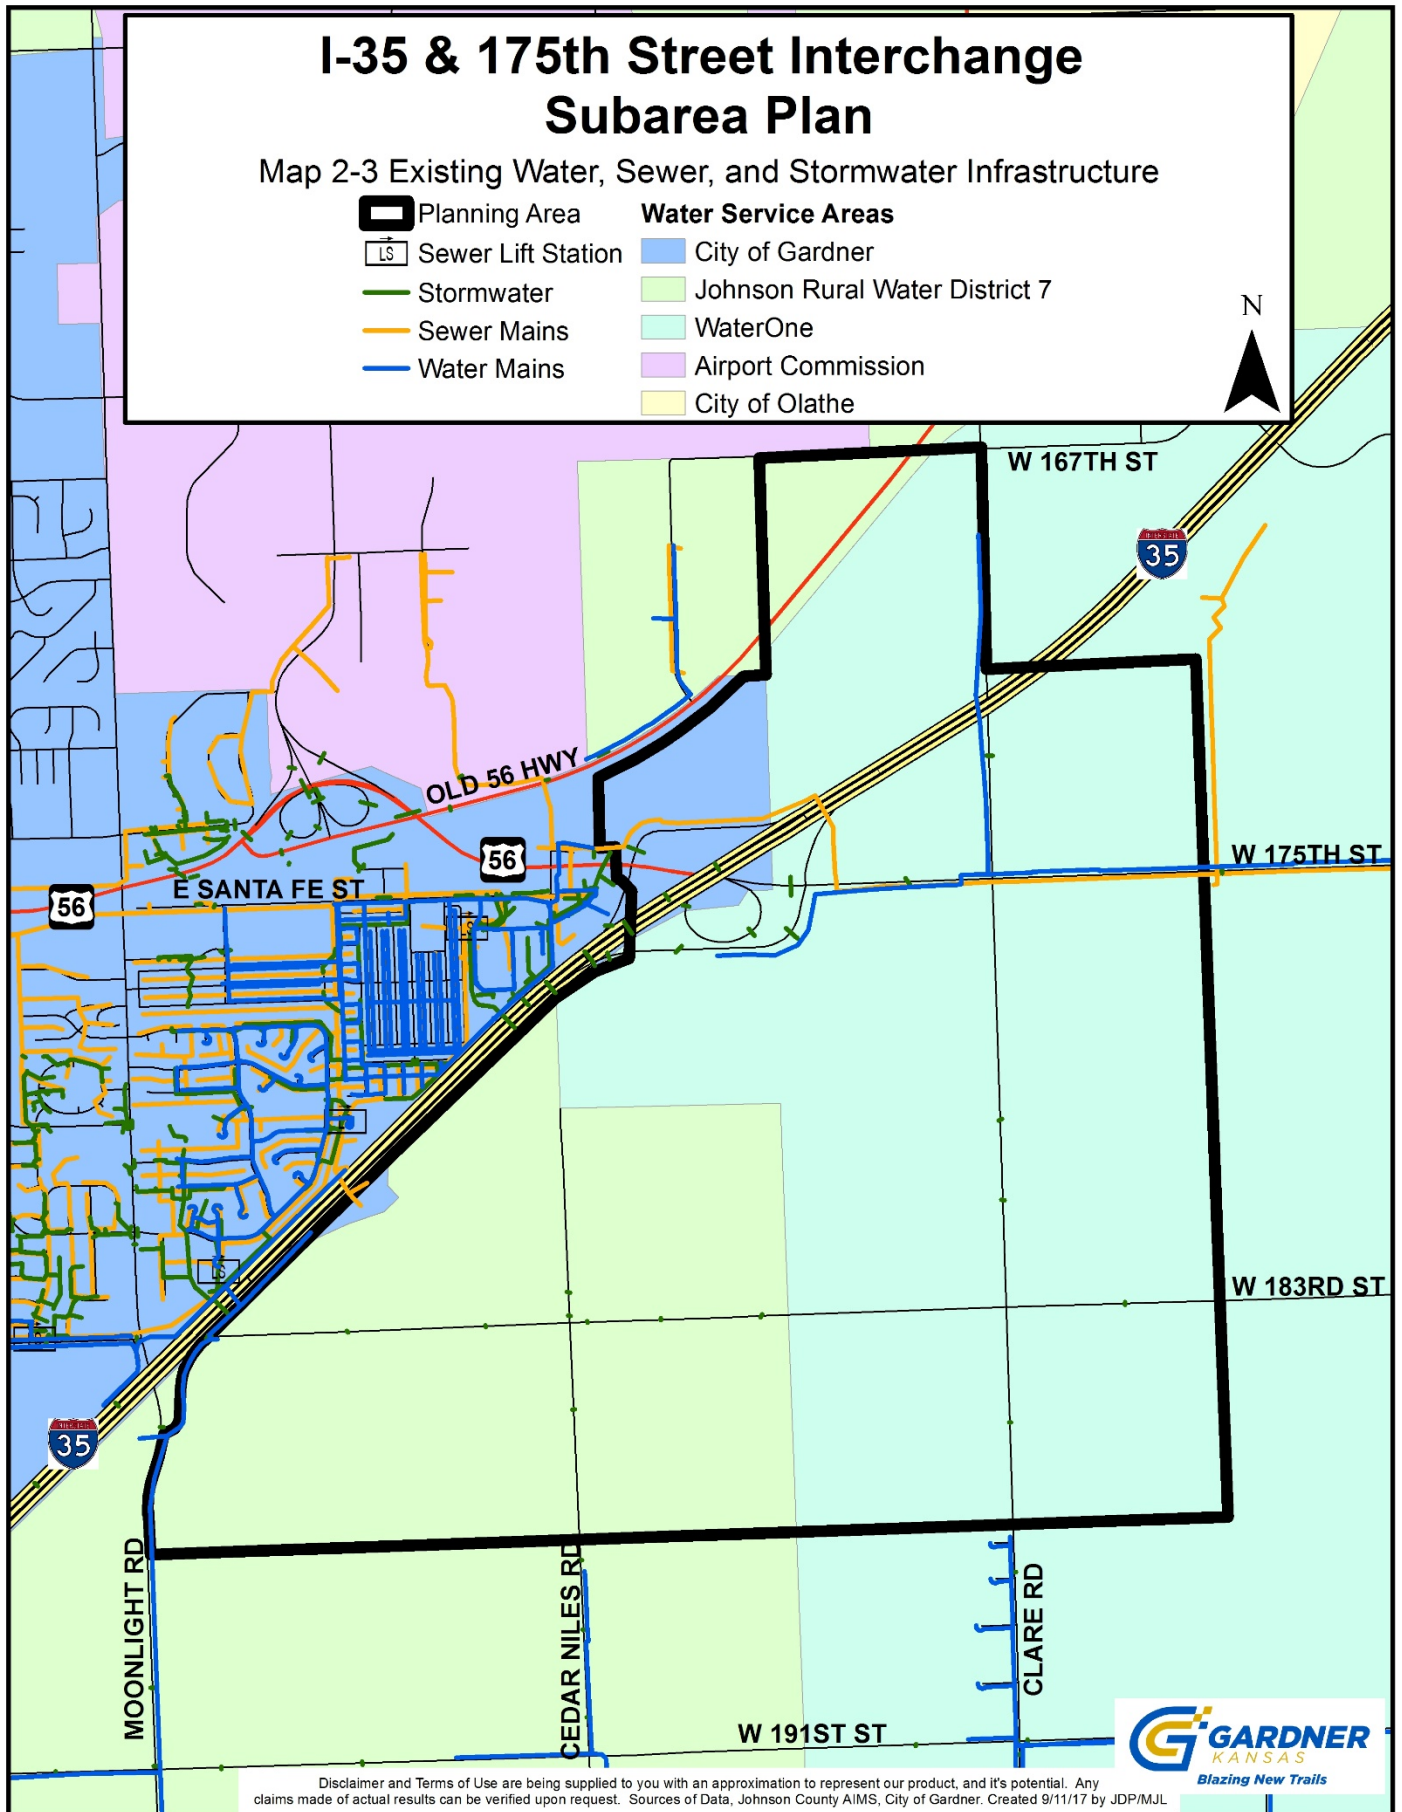 I-35 & 175th Street Interchange
Subarea Plan
Map 2-3 Existing Water, Sewer, and Stormwater Infrastructure
Planning Area
LS
Sewer Lift Station
Stormwater
Sewer Mains
Water Mains
Water Service Areas
City of Gardner
Johnson Rural Water District 7
WaterOne
Airport Commission
City of Olathe
N
W 167TH ST
INTERSTATE
35
OLD 56 HWY
56
W 175TH ST
E SANTA FE ST
56
LS
LS
W 183RD ST
INTERSTATE
35
MOONLIGHT RD
CEDAR NILES RD
CLARE RD
W 191ST ST
G GARDNER
KANSAS
Blazing New Trails
Disclaimer and Terms of Use are being supplied to you with an approximation to represent our product, and it's potential. Any
claims made of actual results can be verified upon request. Sources of Data, Johnson County AIMS, City of Gardner. Created 9/11/17 by JDP/MJL